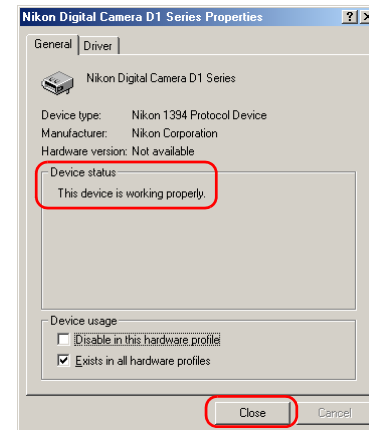 Nikon Digital Camera D1 Series Properties
General Driver
Nikon Digital Camera D1 Series
Device type: Nikon 1394 Protocol Device
Manufacturer: Nikon Corporation
Hardware version: Not available
Device status
This device is working properly.
Device usage
Disable in this hardware profile
Exists in all hardware profiles
Close Cancel